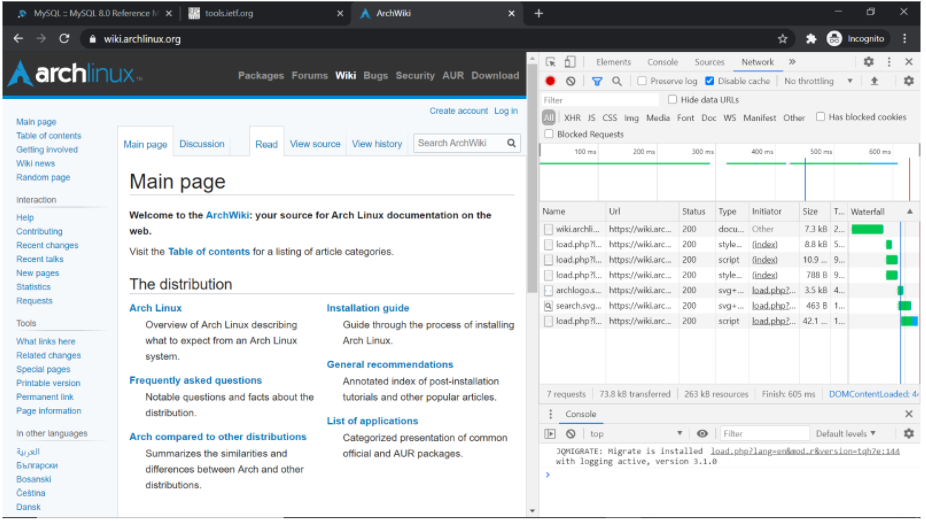 MySQL :: MySQL 8.0 Reference M
tools.ietf.org
ArchWiki
wiki.archlinux.org
Incognito
archlinux
Packages Forums Wiki Bugs Security AUR Download
Create account Log in
Main page
Table of contents
Getting involved
Wiki news
Random page
Interaction
Help
Contributing
Recent changes
Recent talks
New pages
Statistics
Requests
Tools
What links here
Related changes
Special pages
Printable version
Permanent link
Page information
In other languages
العربية
Български
Bosanski
Čeština
Dansk
Main page Discussion Read View source View history Search ArchWiki
Main page
Welcome to the ArchWiki: your source for Arch Linux documentation on the
web.
Visit the Table of contents for a listing of article categories.
The distribution
Arch Linux
Overview of Arch Linux describing
what to expect from an Arch Linux
system.
Frequently asked questions
Notable questions and facts about the
distribution.
Arch compared to other distributions
Summarizes the similarities and
differences between Arch and other
distributions.
Installation guide
Guide through the process of installing
Arch Linux.
General recommendations
Annotated index of post-installation
tutorials and other popular articles.
List of applications
Categorized presentation of common
official and AUR packages.
Elements Console Sources Network »
Preserve log Disable cache No throttling
Filter Hide data URLs
All XHR JS CSS Img Media Font Doc WS Manifest Other Has blocked cookies
Blocked Requests
100 ms 200 ms 300 ms 400 ms 500 ms 600 ms
Name Url Status Type Initiator Size T... Waterfall
wiki.archli... https://wiki.arc... 200 docu... Other 7.3 kB 2...
load.php?l... https://wiki.arc... 200 style... (index) 8.8 kB 5...
load.php?l... https://wiki.arc... 200 script (index) 10.9 ... 9...
load.php?l... https://wiki.arc... 200 style... (index) 788 B 9...
archlogo.s... https://wiki.arc... 200 svg+... load.php?... 3.5 kB 4...
search.svg... https://wiki.arc... 200 svg+... load.php?... 463 B 1...
load.php?l... https://wiki.arc... 200 script load.php?... 42.1 ... 1...
7 requests 73.8 kB transferred 263 kB resources Finish: 605 ms DOMContentLoaded: 4
Console
top Filter Default levels
JQMIGRATE: Migrate is installed load.php?lang=en&mod…r&version=tqh7e:144
with logging active, version 3.1.0